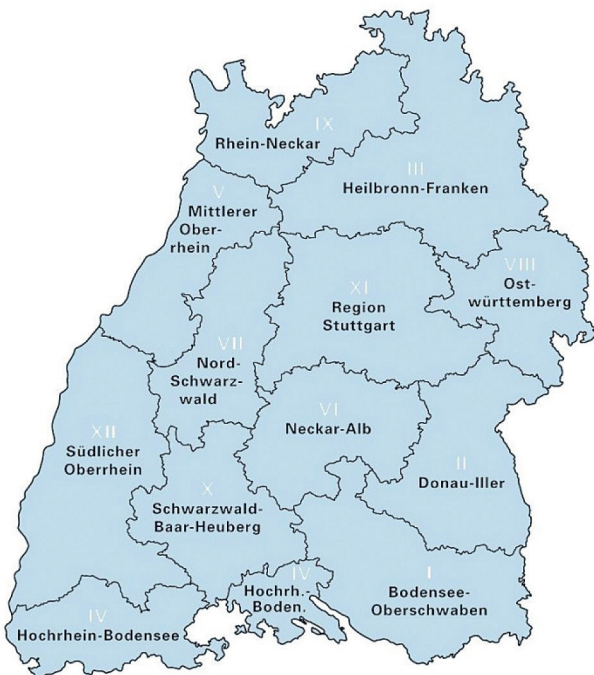 IX
Rhein-Neckar
III
Heilbronn-Franken
V
Mittlerer
Ober-
rhein
VIII
Ost-
württemberg
XI
Region
Stuttgart
VII
Nord-
Schwarz-
wald
VI
Neckar-Alb
XII
Südlicher
Oberrhein
II
Donau-Iller
X
Schwarzwald-
Baar-Heuberg
IV
Hochrh.-
Boden.
I
Bodensee-
Oberschwaben
IV
Hochrhein-Bodensee